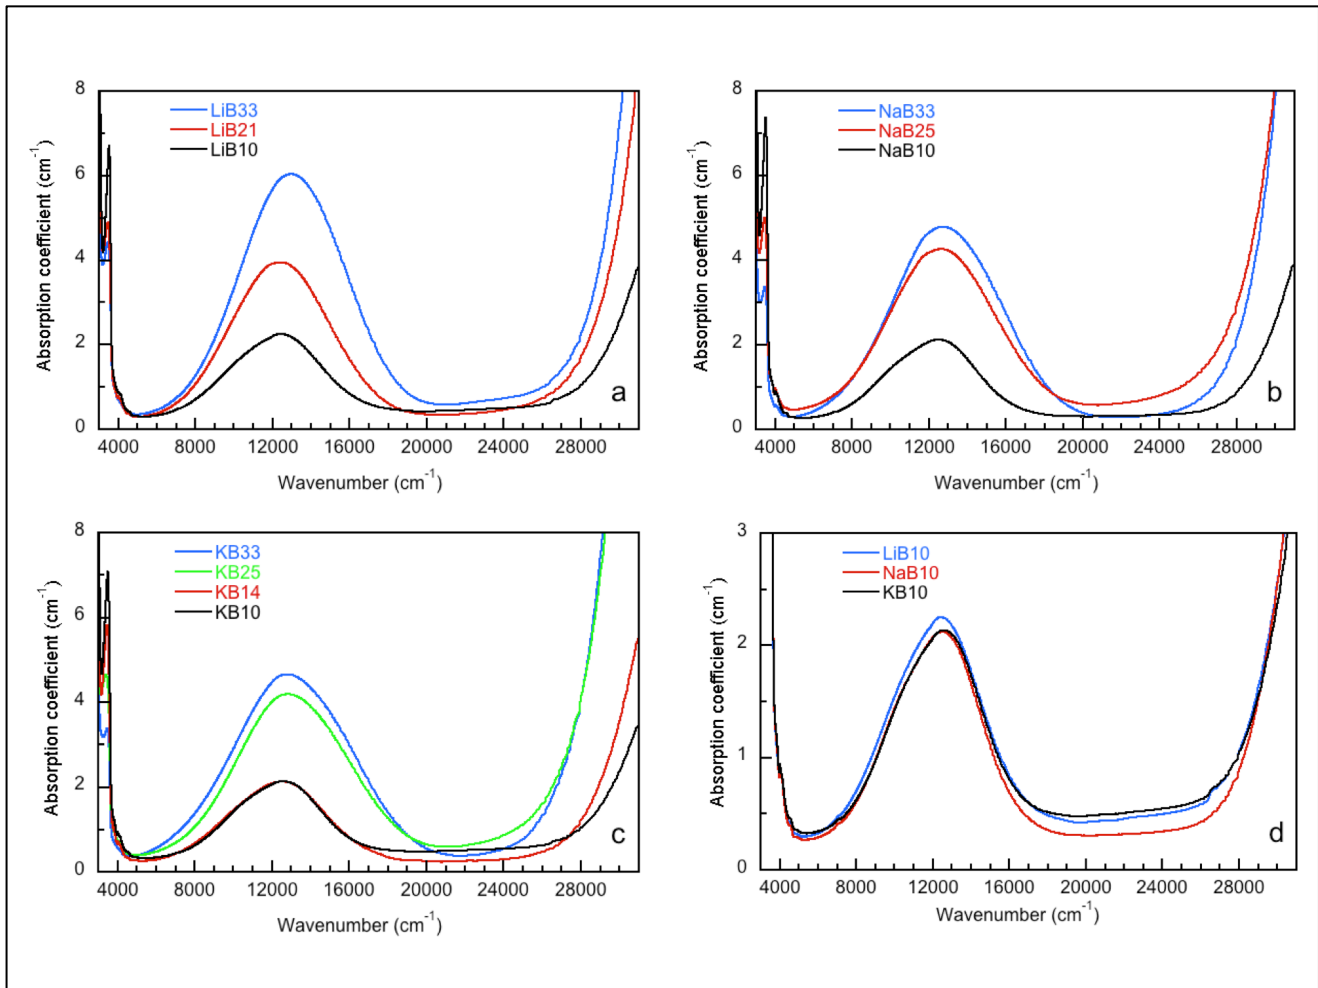 8
6
4
2
0
Absorption coefficient (cm⁻¹)
LiB33
LiB21
LiB10
a
4000 8000 12000 16000 20000 24000 28000
Wavenumber (cm⁻¹)
8
6
4
2
0
Absorption coefficient (cm⁻¹)
NaB33
NaB25
NaB10
b
4000 8000 12000 16000 20000 24000 28000
Wavenumber (cm⁻¹)
8
6
4
2
0
Absorption coefficient (cm⁻¹)
KB33
KB25
KB14
KB10
c
4000 8000 12000 16000 20000 24000 28000
Wavenumber (cm⁻¹)
3
2
1
0
Absorption coefficient (cm⁻¹)
LiB10
NaB10
KB10
d
4000 8000 12000 16000 20000 24000 28000
Wavenumber (cm⁻¹)